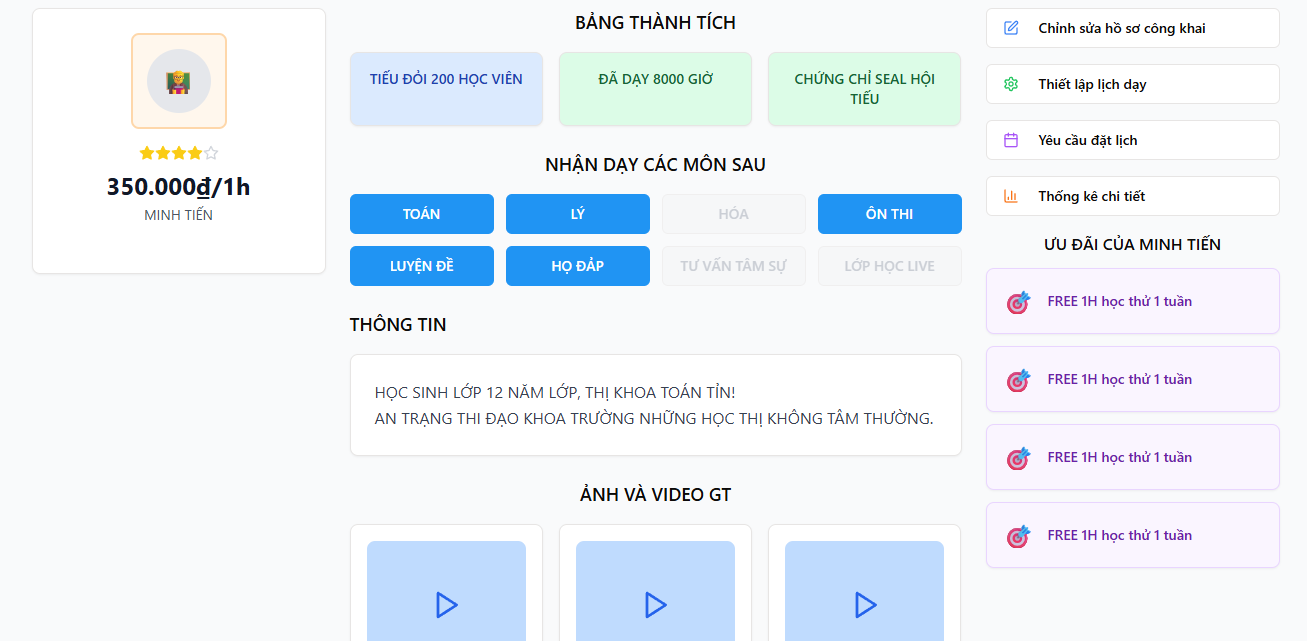 350.000₫/1h
MINH TIẾN
BẢNG THÀNH TÍCH
TIẾU ĐỎI 200 HỌC VIÊN
ĐÃ DẠY 8000 GIỜ
CHỨNG CHỈ SEAL HỘI
TIẾU
NHẬN DẠY CÁC MÔN SAU
TOÁN
LÝ
HÓA
ÔN THI
LUYỆN ĐỀ
HỌ ĐÁP
TƯ VẤN TÂM SỰ
LỚP HỌC LIVE
THÔNG TIN
HỌC SINH LỚP 12 NĂM LỚP, THỊ KHOA TOÁN TỈN!
AN TRẠNG THI ĐẠO KHOA TRƯỜNG NHỮNG HỌC THỊ KHÔNG TÂM THƯỜNG.
ẢNH VÀ VIDEO GT
Chỉnh sửa hồ sơ công khai
Thiết lập lịch dạy
Yêu cầu đặt lịch
Thống kê chi tiết
ƯU ĐÃI CỦA MINH TIẾN
FREE 1H học thử 1 tuần
FREE 1H học thử 1 tuần
FREE 1H học thử 1 tuần
FREE 1H học thử 1 tuần